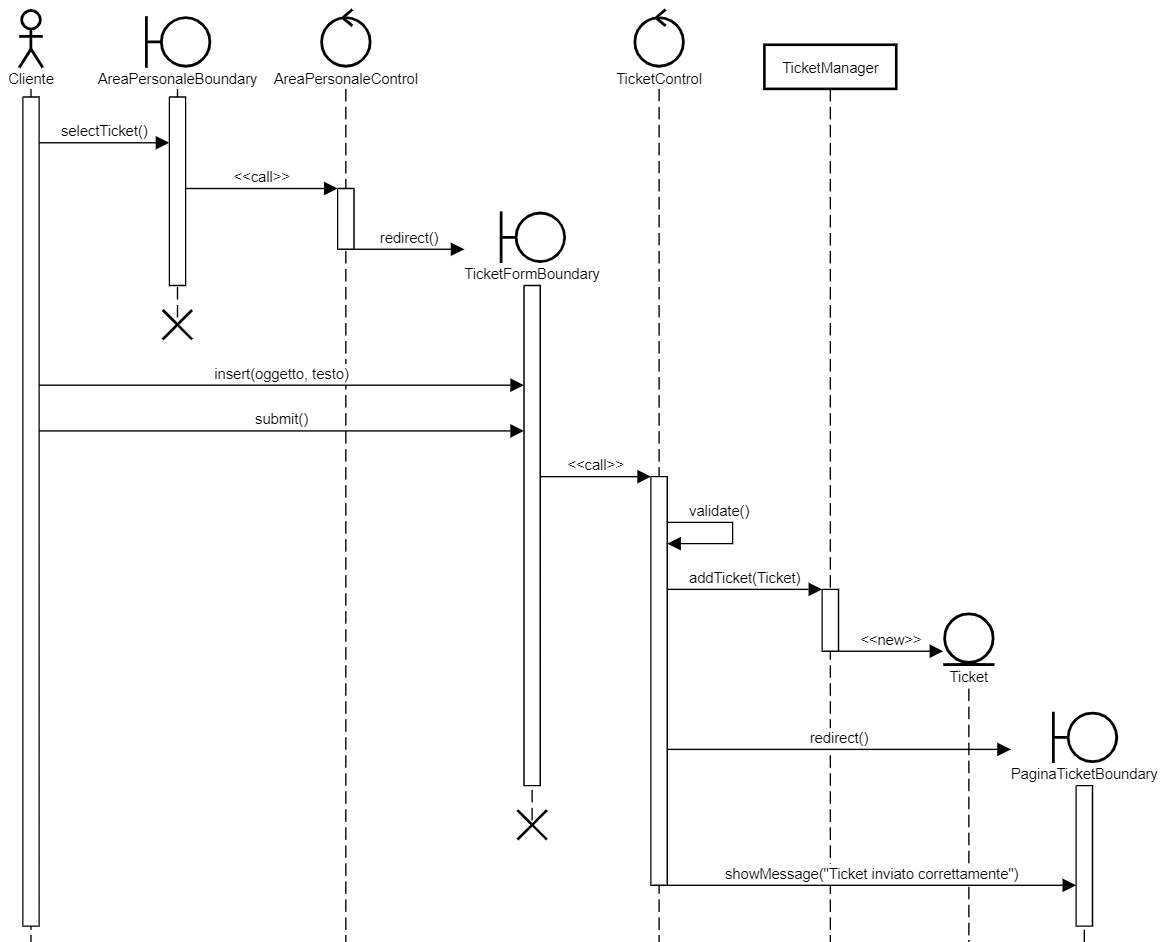 Cliente
AreaPersonaleBoundary
AreaPersonaleControl
TicketControl
TicketManager
selectTicket()
<<call>>
redirect()
TicketFormBoundary
insert(oggetto, testo)
submit()
<<call>>
validate()
addTicket(Ticket)
<<new>>
Ticket
redirect()
PaginaTicketBoundary
showMessage("Ticket inviato correttamente")